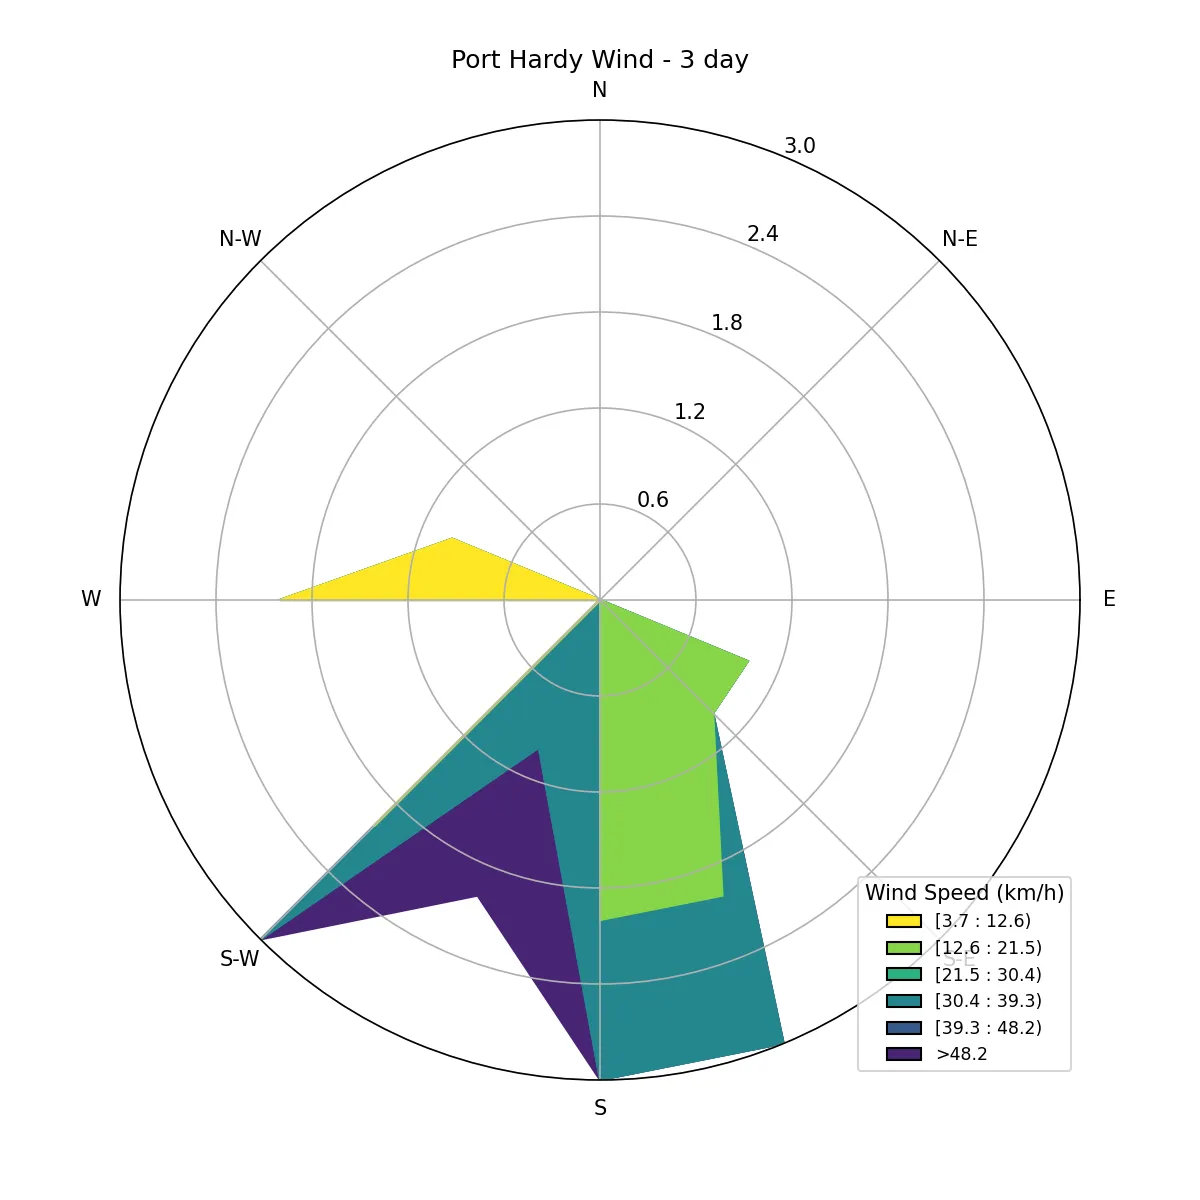 Port Hardy Wind - 3 day
N
3.0
N-W
N-E
2.4
1.8
1.2
0.6
W
E
Wind Speed (km/h)
[3.7 : 12.6)
[12.6 : 21.5)
S-W
S-E
[21.5 : 30.4)
[30.4 : 39.3)
[39.3 : 48.2)
>48.2
S